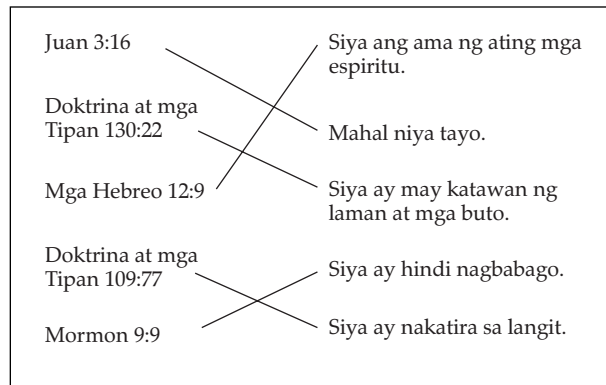 Juan 3:16
Doktrina at mga
Tipan 130:22
Mga Hebreo 12:9
Doktrina at mga
Tipan 109:77
Mormon 9:9
Siya ang ama ng ating mga
espiritu.
Mahal niya tayo.
Siya ay may katawan ng
laman at mga buto.
Siya ay hindi nagbabago.
Siya ay nakatira sa langit.